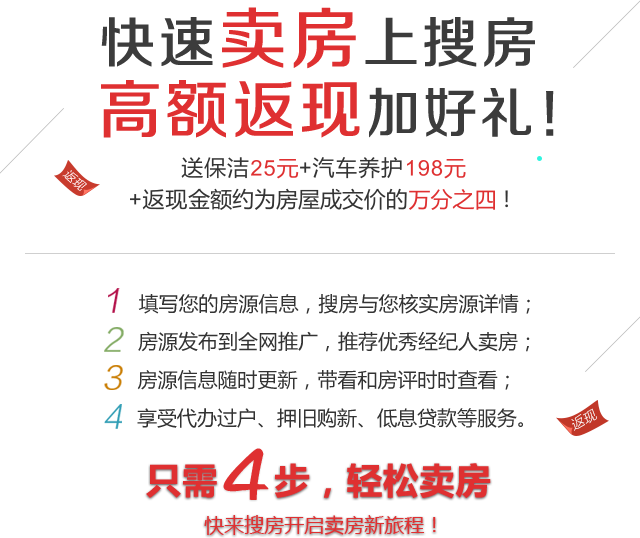 快速卖房上搜房
高额返现加好礼！
送保洁25元+汽车养护198元
返现
+返现金额约为房屋成交价的万分之四！
1 填写您的房源信息，搜房与您核实房源详情；
2 房源发布到全网推广，推荐优秀经纪人卖房；
3 房源信息随时更新，带看和房评时时查看；
4 享受代办过户、押旧购新、低息贷款等服务。
返现
只需4步，轻松卖房
快来搜房开启卖房新旅程！